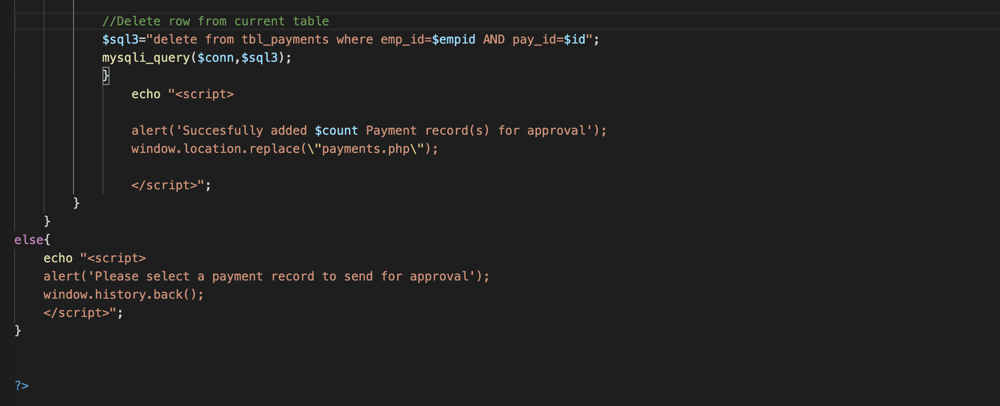 //Delete row from current table
$sql3="delete from tbl_payments where emp_id=$empid AND pay_id=$id";
mysqli_query($conn,$sql3);
}
echo "<script>
alert('Succesfully added $count Payment record(s) for approval');
window.location.replace(\"payments.php\");
</script>";
}
}
else{
echo "<script>
alert('Please select a payment record to send for approval');
window.history.back();
</script>";
}
?>